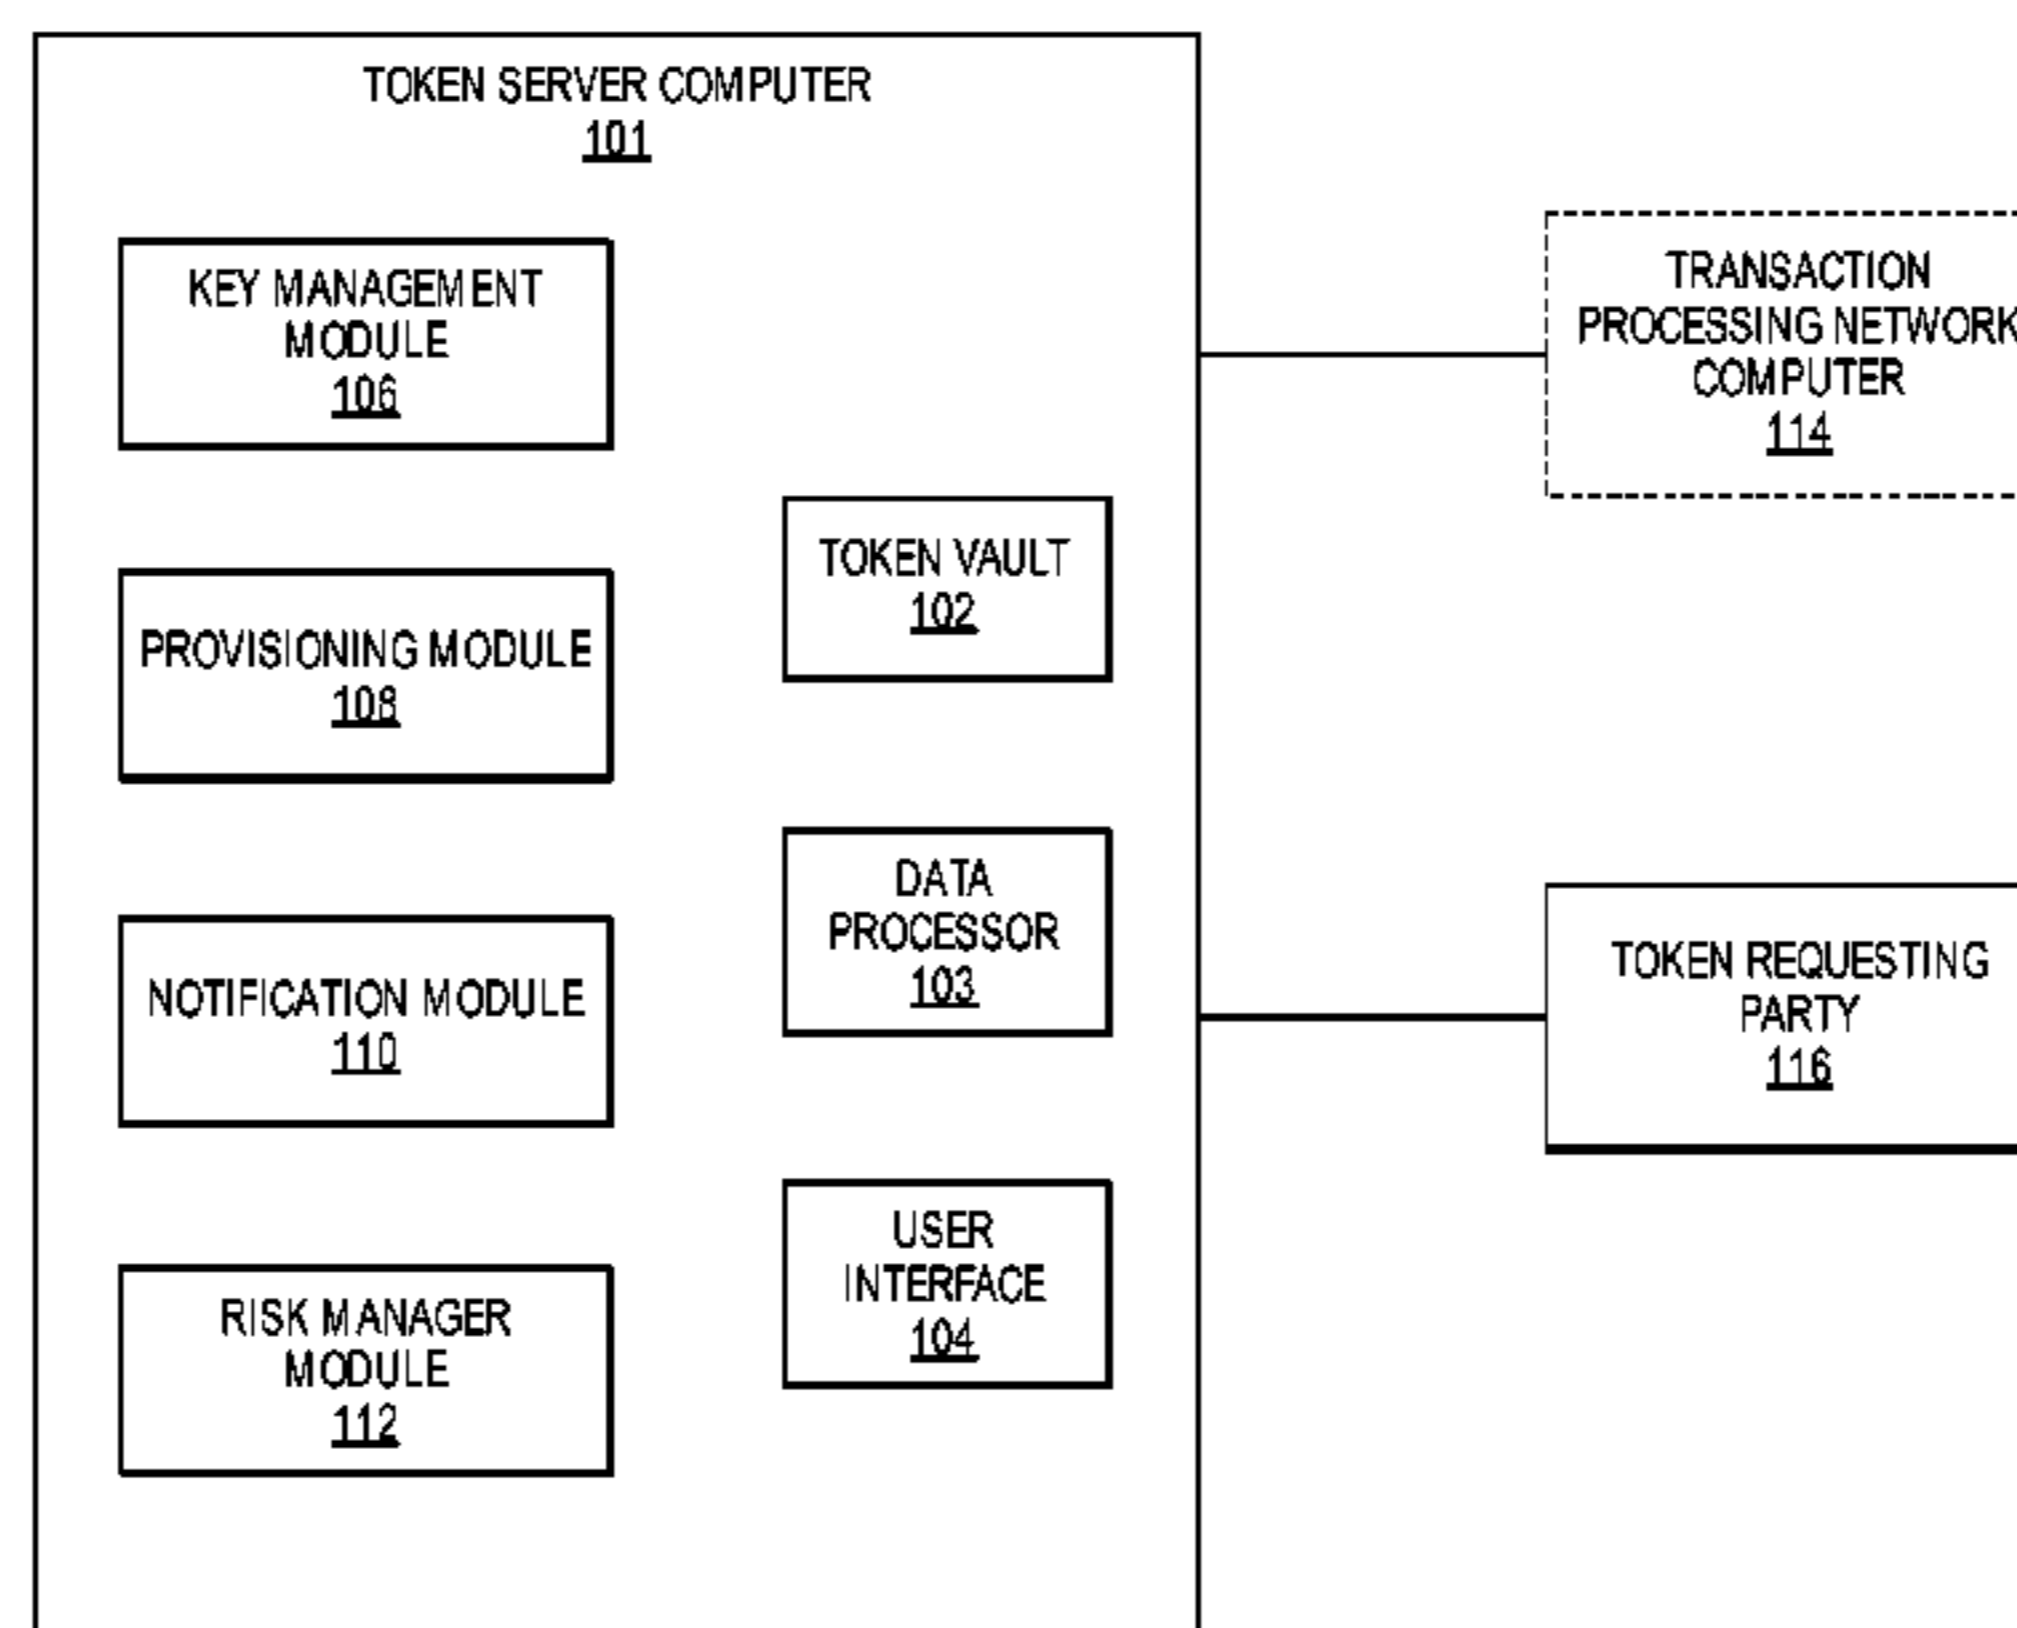 TOKEN SERVER COMPUTER
101
KEY MANAGEMENT
MODULE
106
PROVISIONING MODULE
108
NOTIFICATION MODULE
110
RISK MANAGER
MODULE
112
TOKEN VAULT
102
DATA
PROCESSOR
103
USER
INTERFACE
104
TRANSACTION
PROCESSING NETWORK
COMPUTER
114
TOKEN REQUESTING
PARTY
116